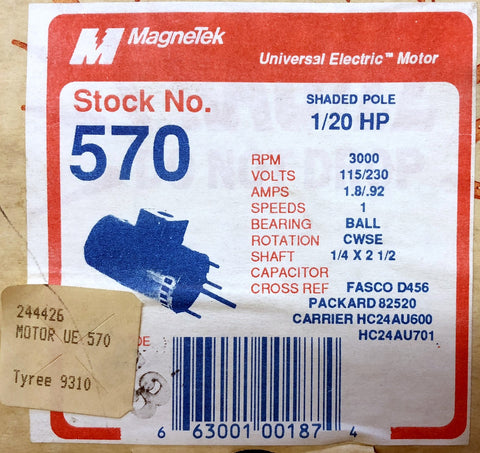 MAGNETEK
Universal Electric™ Motor
Stock No.
570
SHADED POLE
1/20 HP
RPM 3000
VOLTS 115/230
AMPS 1.8/.92
SPEEDS 1
BEARING BALL
ROTATION CWSE
SHAFT 1/4 X 2 1/2
CAPACITOR
CROSS REF FASCO D456
PACKARD 82520
CARRIER HC24AU600
HC24AU701
244426
MOTOR UE 570
Tyree 9310
DE
6 63001 00187 4